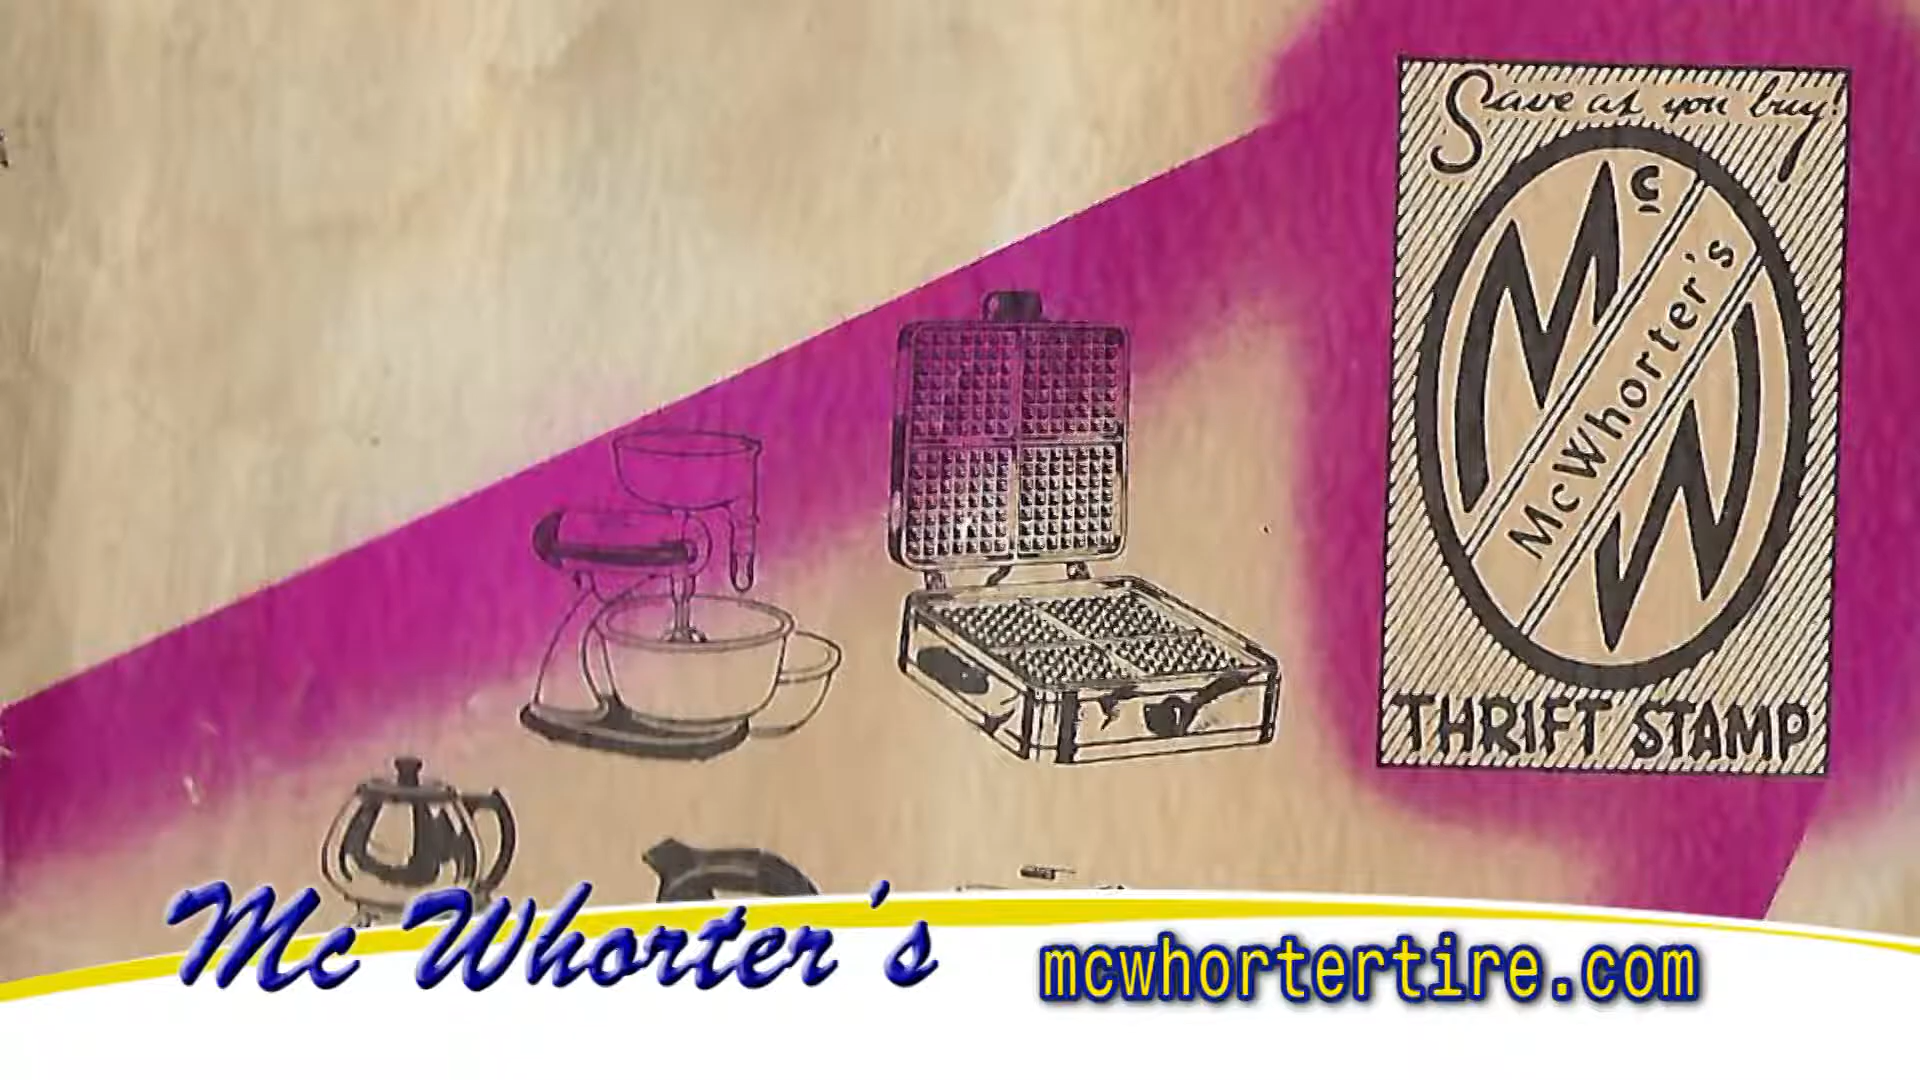 Save as you buy!
Mc
McWhorter's
W
THRIFT STAMP
Mc Whorter's
mcwhortertire.com